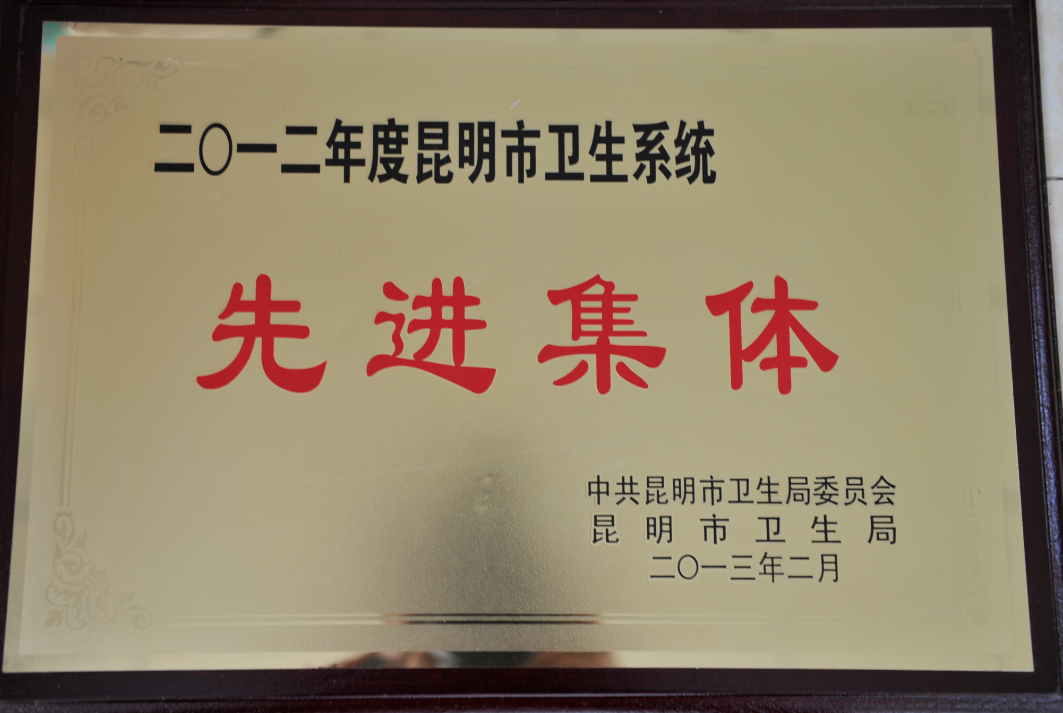 二〇一二年度昆明市卫生系统
先进集体
中共昆明市卫生局委员会
昆明市卫生局
二〇一三年二月